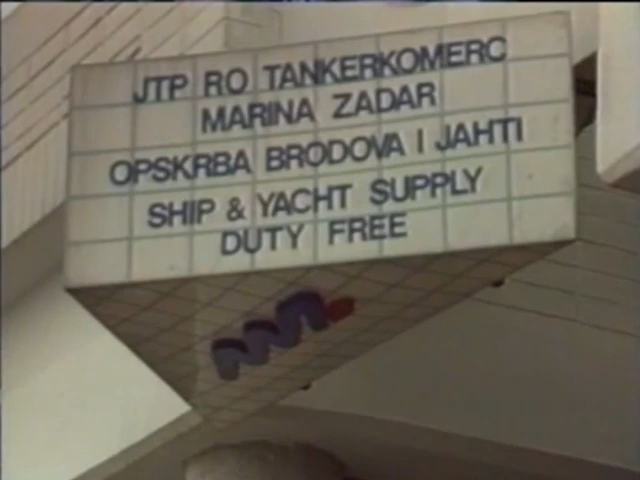 JTP RO TANKERKOMERC
MARINA ZADAR
OPSKRBA BRODOVA I JAHTI
SHIP & YACHT SUPPLY
DUTY FREE